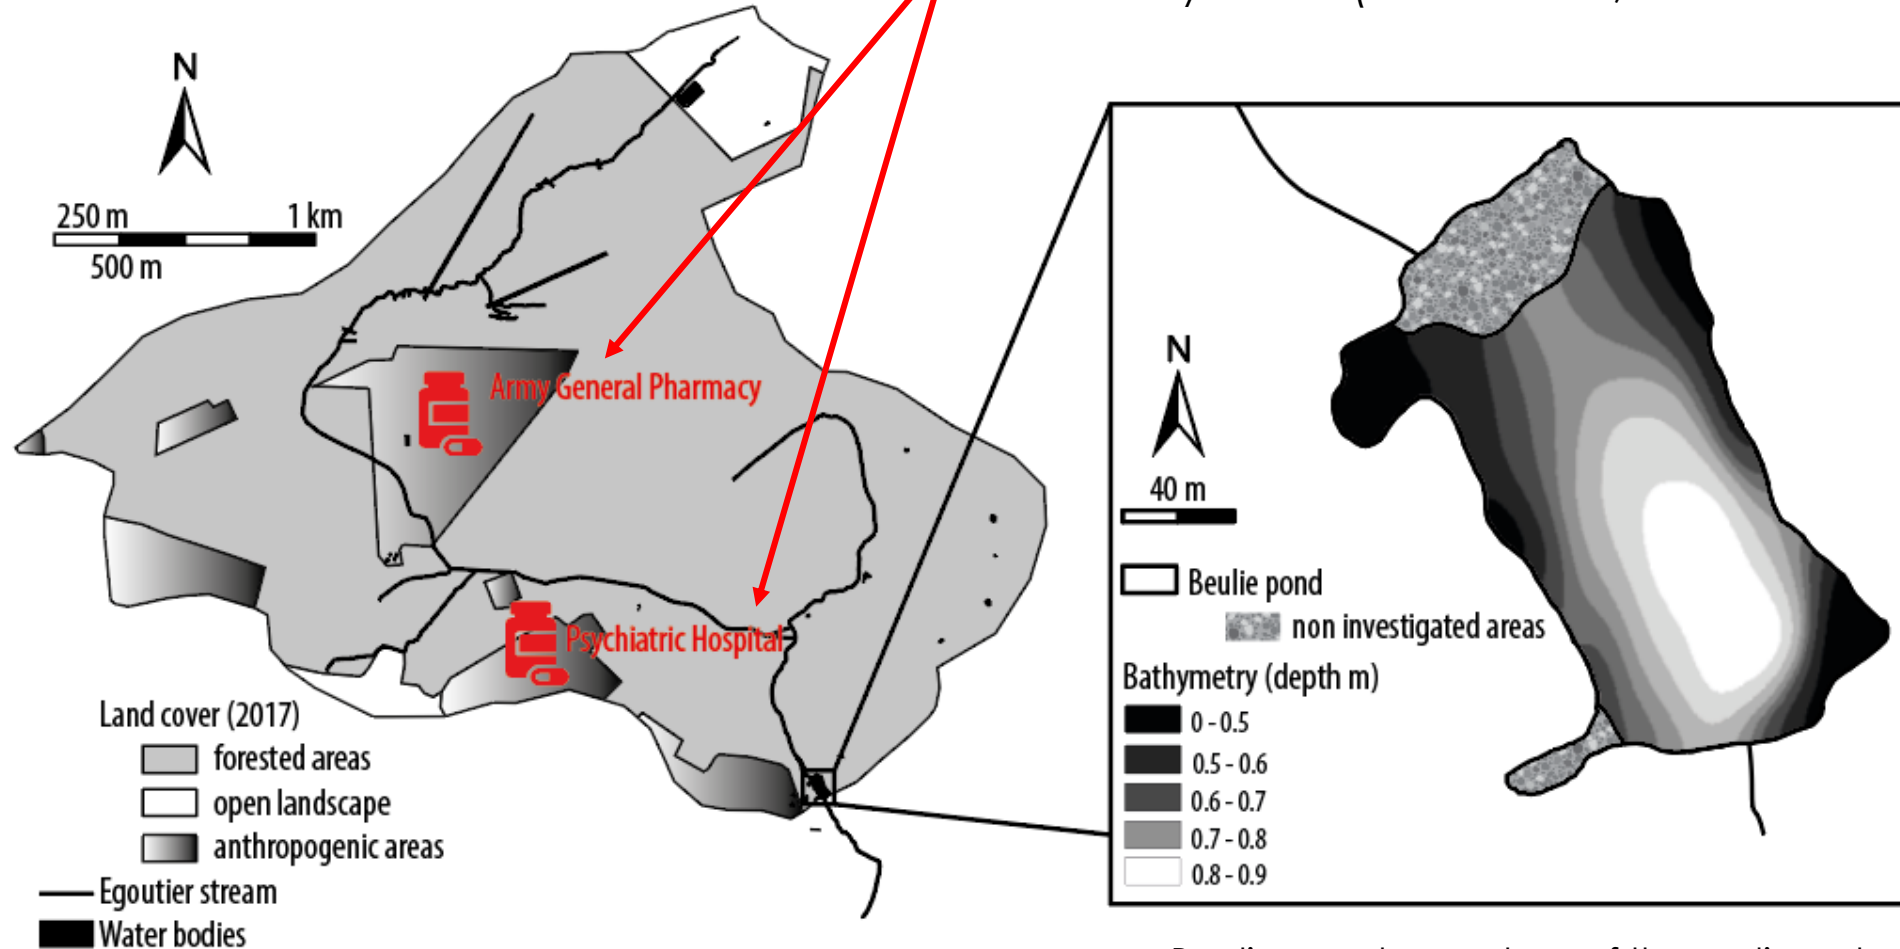 N
250 m 1 km
500 m
Army General Pharmacy
Psychiatric Hospital
Land cover (2017)
forested areas
open landscape
anthropogenic areas
Egoutier stream
Water bodies
N
40 m
Beulie pond
non investigated areas
Bathymetry (depth m)
0 - 0.5
0.5 - 0.6
0.6 - 0.7
0.7 - 0.8
0.8 - 0.9